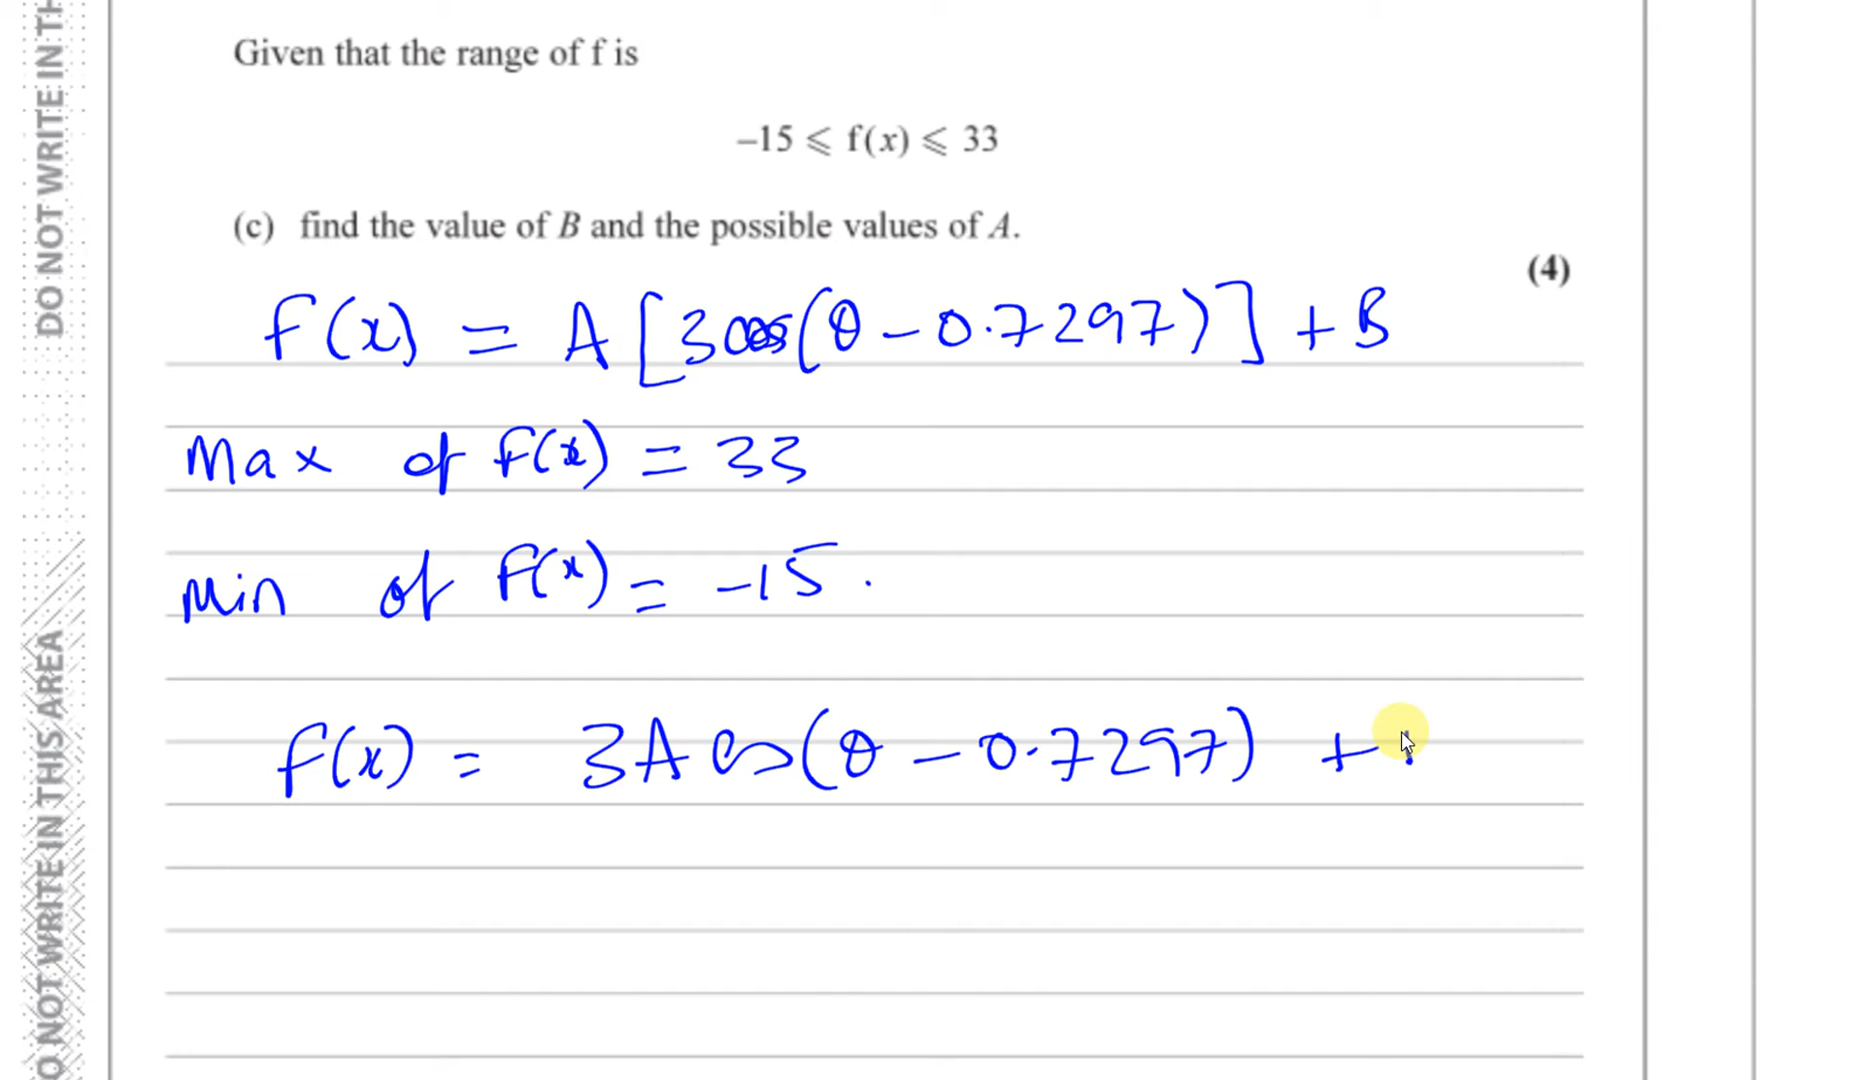 Given that the range of f is
–15 ⩽ f(x) ⩽ 33
(c) find the value of B and the possible values of A.
(4)
f(x) = A[3cos(θ – 0.7297)] + B
Max of f(x) = 33
Min of f(x) = -15.
f(x) = 3A cos(θ – 0.7297) +
DO NOT WRITE IN TH
DO NOT WRITE IN THIS AREA